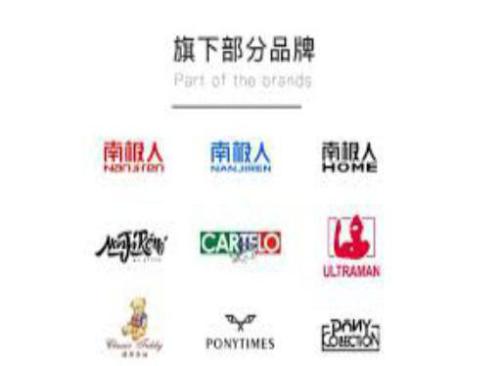 旗下部分品牌
Part of the brands
南极人
Nanjiren
南极人
NANJIREN
南极人
HOME
NanJiRen
CARTELO
ULTRAMAN
Classic Teddy
PONYTIMES
PONY
COLLECTION